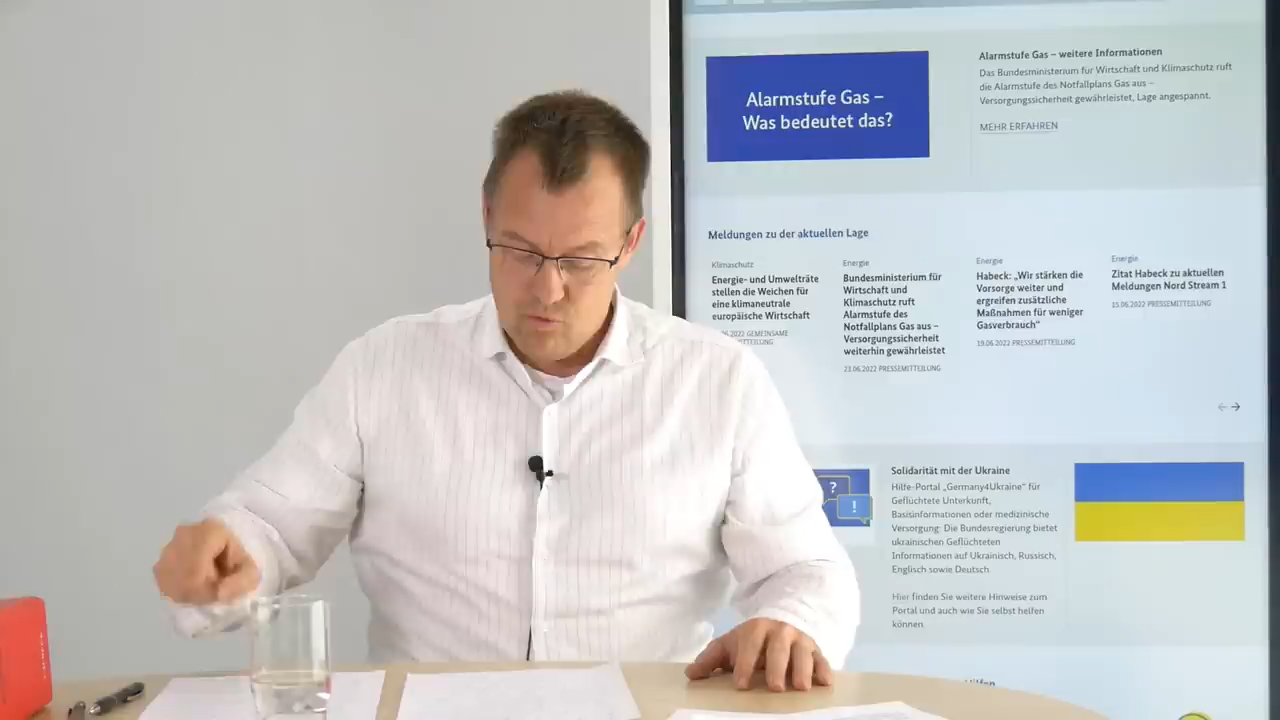 Alarmstufe Gas –
Was bedeutet das?
Alarmstufe Gas – weitere Informationen
Das Bundesministerium für Wirtschaft und Klimaschutz ruft
die Alarmstufe des Notfallplans Gas aus –
Versorgungssicherheit gewährleistet, Lage angespannt.
MEHR ERFAHREN
Meldungen zu der aktuellen Lage
Klimaschutz
Energie- und Umwelträte
stellen die Weichen für
eine klimaneutrale
europäische Wirtschaft
06.2022 GEMEINSAME
Energie
Bundesministerium für
Wirtschaft und
Klimaschutz ruft
Alarmstufe des
Notfallplans Gas aus –
Versorgungssicherheit
weiterhin gewährleistet
23.06.2022 PRESSEMITTEILUNG
Energie
Habeck: „Wir stärken die
Vorsorge weiter und
ergreifen zusätzliche
Maßnahmen für weniger
Gasverbrauch“
19.06.2022 PRESSEMITTEILUNG
Energie
Zitat Habeck zu aktuellen
Meldungen Nord Stream 1
15.06.2022 PRESSEMITTEILUNG
? 
!
Solidarität mit der Ukraine
Hilfe-Portal „Germany4Ukraine“ für
Geflüchtete Unterkunft,
Basisinformationen oder medizinische
Versorgung: Die Bundesregierung bietet
ukrainischen Geflüchteten
Informationen auf Ukrainisch, Russisch,
Englisch sowie Deutsch.
Hier finden Sie weitere Hinweise zum
Portal und auch wie Sie selbst helfen
können.